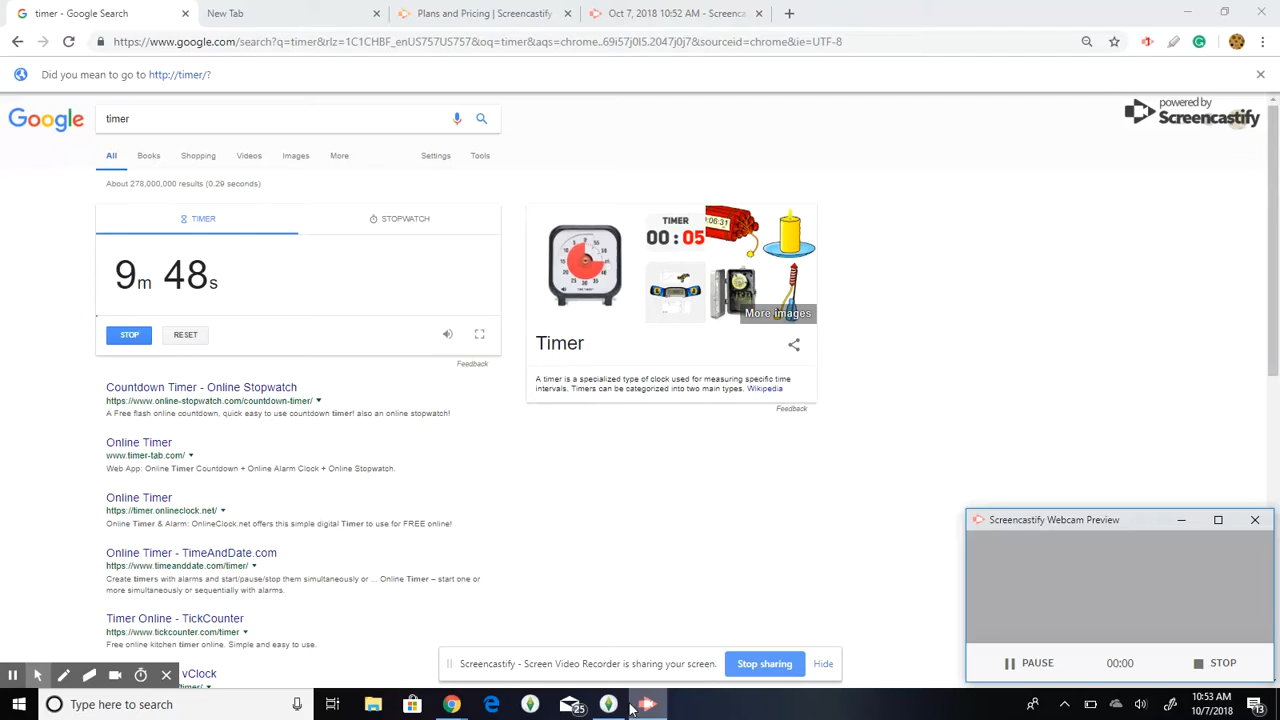 timer - Google Search
New Tab
Plans and Pricing | Screencastify
Oct 7, 2018 10:52 AM - Screenca
https://www.google.com/search?q=timer&rlz=1C1CHBF_enUS757US757&oq=timer&aqs=chrome..69i57j0l5.2047j0j7&sourceid=chrome&ie=UTF-8
Did you mean to go to http://timer/?
Google
timer
powered by
Screencastify
All Books Shopping Videos Images More Settings Tools
About 278,000,000 results (0.29 seconds)
TIMER STOPWATCH
9m 48s
STOP RESET
Feedback
TIMER
00:05
06:31
More images
Timer
A timer is a specialized type of clock used for measuring specific time
intervals. Timers can be categorized into two main types. Wikipedia
Feedback
Countdown Timer - Online Stopwatch
https://www.online-stopwatch.com/countdown-timer/
A Free flash online countdown, quick easy to use countdown timer! also an online stopwatch!
Online Timer
www.timer-tab.com/
Web App: Online Timer Countdown + Online Alarm Clock + Online Stopwatch.
Online Timer
https://timer.onlineclock.net/
Online Timer & Alarm: OnlineClock.net offers this simple digital Timer to use for FREE online!
Online Timer - TimeAndDate.com
https://www.timeanddate.com/timer/
Create timers with alarms and start/pause/stop them simultaneously or ... Online Timer – start one or
more simultaneously or sequentially with alarms.
Timer Online - TickCounter
https://www.tickcounter.com/timer
Free online kitchen timer online. Simple and easy to use.
vClock
timer/
Screencastify Webcam Preview
PAUSE 00:00 STOP
Screencastify - Screen Video Recorder is sharing your screen. Stop sharing Hide
Type here to search
25
10:53 AM
10/7/2018
13